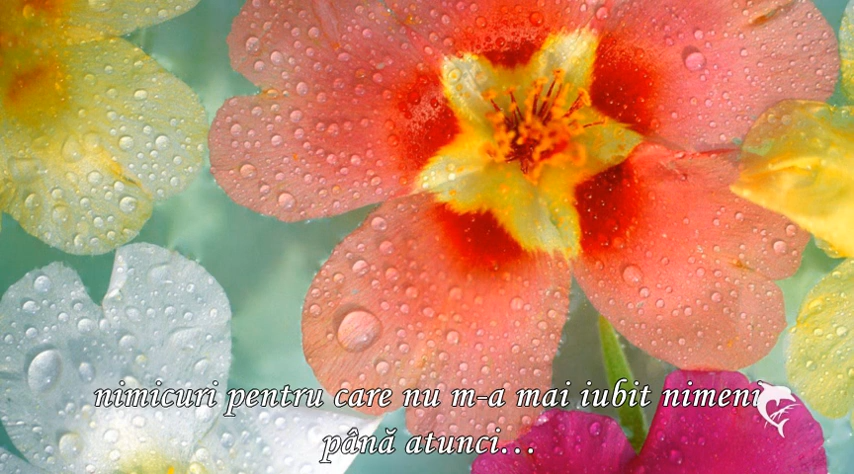 nimicuri pentru care nu m-a mai iubit nimeni
până atunci...